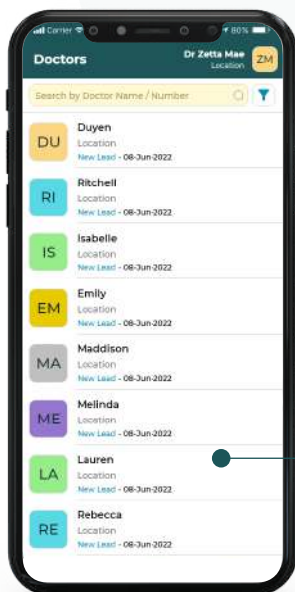 Carrier
80%
Doctors
Dr Zetta Mae
Location
ZM
Search by Doctor Name / Number
DU
Duyen
Location
New Lead - 08-Jun-2022
RI
Ritchell
Location
New Lead - 08-Jun-2022
IS
Isabelle
Location
New Lead - 08-Jun-2022
EM
Emily
Location
New Lead - 08-Jun-2022
MA
Maddison
Location
New Lead - 08-Jun-2022
ME
Melinda
Location
New Lead - 08-Jun-2022
LA
Lauren
Location
New Lead - 08-Jun-2022
RE
Rebecca
Location
New Lead - 08-Jun-2022